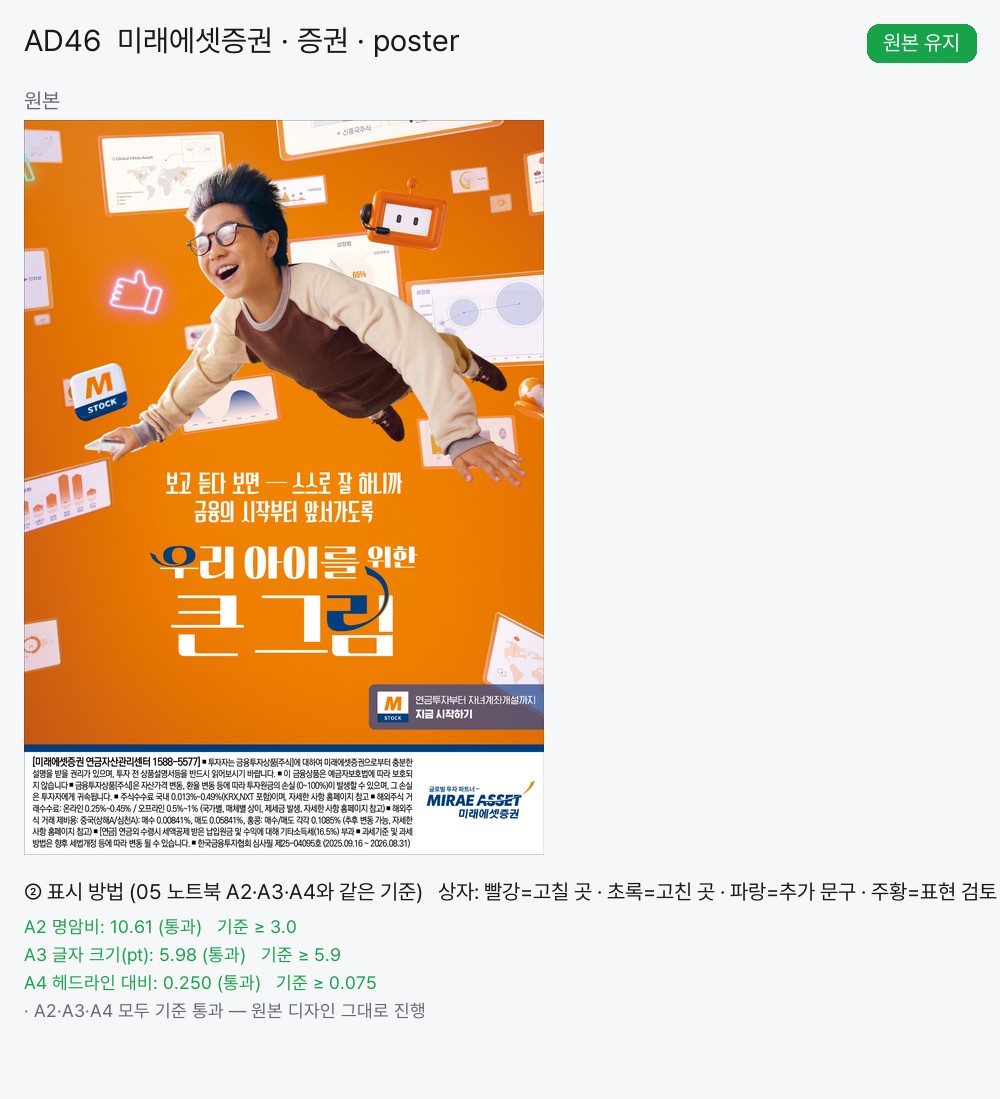 AD46 미래에셋증권 · 증권 · poster
원본 유지
원본
신흥국주식
Global Mirae Asset
성장형
85%
성장형
M
STOCK
보고 듣다 보면 — 스스로 잘 하니까
금융의 시작부터 앞서가도록
우리 아이를 위한
큰 그림
M
STOCK
연금투자부터 자녀계좌개설까지
지금 시작하기
[미래에셋증권 연금자산관리센터 1588-5577] ■ 투자자는 금융투자상품[주식]에 대하여 미래에셋증권으로부터 충분한
설명을 받을 권리가 있으며, 투자 전 상품설명서등을 반드시 읽어보시기 바랍니다. ■ 이 금융상품은 예금자보호법에 따라 보호되
지 않습니다 ■ 금융투자상품[주식]은 자산가격 변동, 환율 변동 등에 따라 투자원금의 손실 (0~100%)이 발생할 수 있으며, 그 손실
은 투자자에게 귀속됩니다. ■ 주식수수료 국내 0.013%~0.49%(KRX,NXT 포함)이며, 자세한 사항 홈페이지 참고 ■ 해외주식 거
래수수료: 온라인 0.25%~0.45% / 오프라인 0.5%~1% (국가별, 매체별 상이, 제세금 발생, 자세한 사항 홈페이지 참고) ■ 해외주
식 거래 제비용: 중국(상해A/심천A): 매수 0.00841%, 매도 0.05841%, 홍콩: 매수/매도 각각 0.1085% (추후 변동 가능, 자세한
사항 홈페이지 참고) ■ [연금] 연금외 수령시 세액공제 받은 납입원금 및 수익에 대해 기타소득세(16.5%) 부과 ■ 과세기준 및 과세
방법은 향후 세법개정 등에 따라 변동 될 수 있습니다. ■ 한국금융투자협회 심사필 제25-04095호 (2025.09.16 ~ 2026.08.31)
글로벌 투자 파트너 –
MIRAE ASSET
미래에셋증권
② 표시 방법 (05 노트북 A2·A3·A4와 같은 기준) 상자: 빨강=고칠 곳 · 초록=고친 곳 · 파랑=추가 문구 · 주황=표현 검토
A2 명암비: 10.61 (통과) 기준 ≥ 3.0
A3 글자 크기(pt): 5.98 (통과) 기준 ≥ 5.9
A4 헤드라인 대비: 0.250 (통과) 기준 ≥ 0.075
· A2·A3·A4 모두 기준 통과 — 원본 디자인 그대로 진행